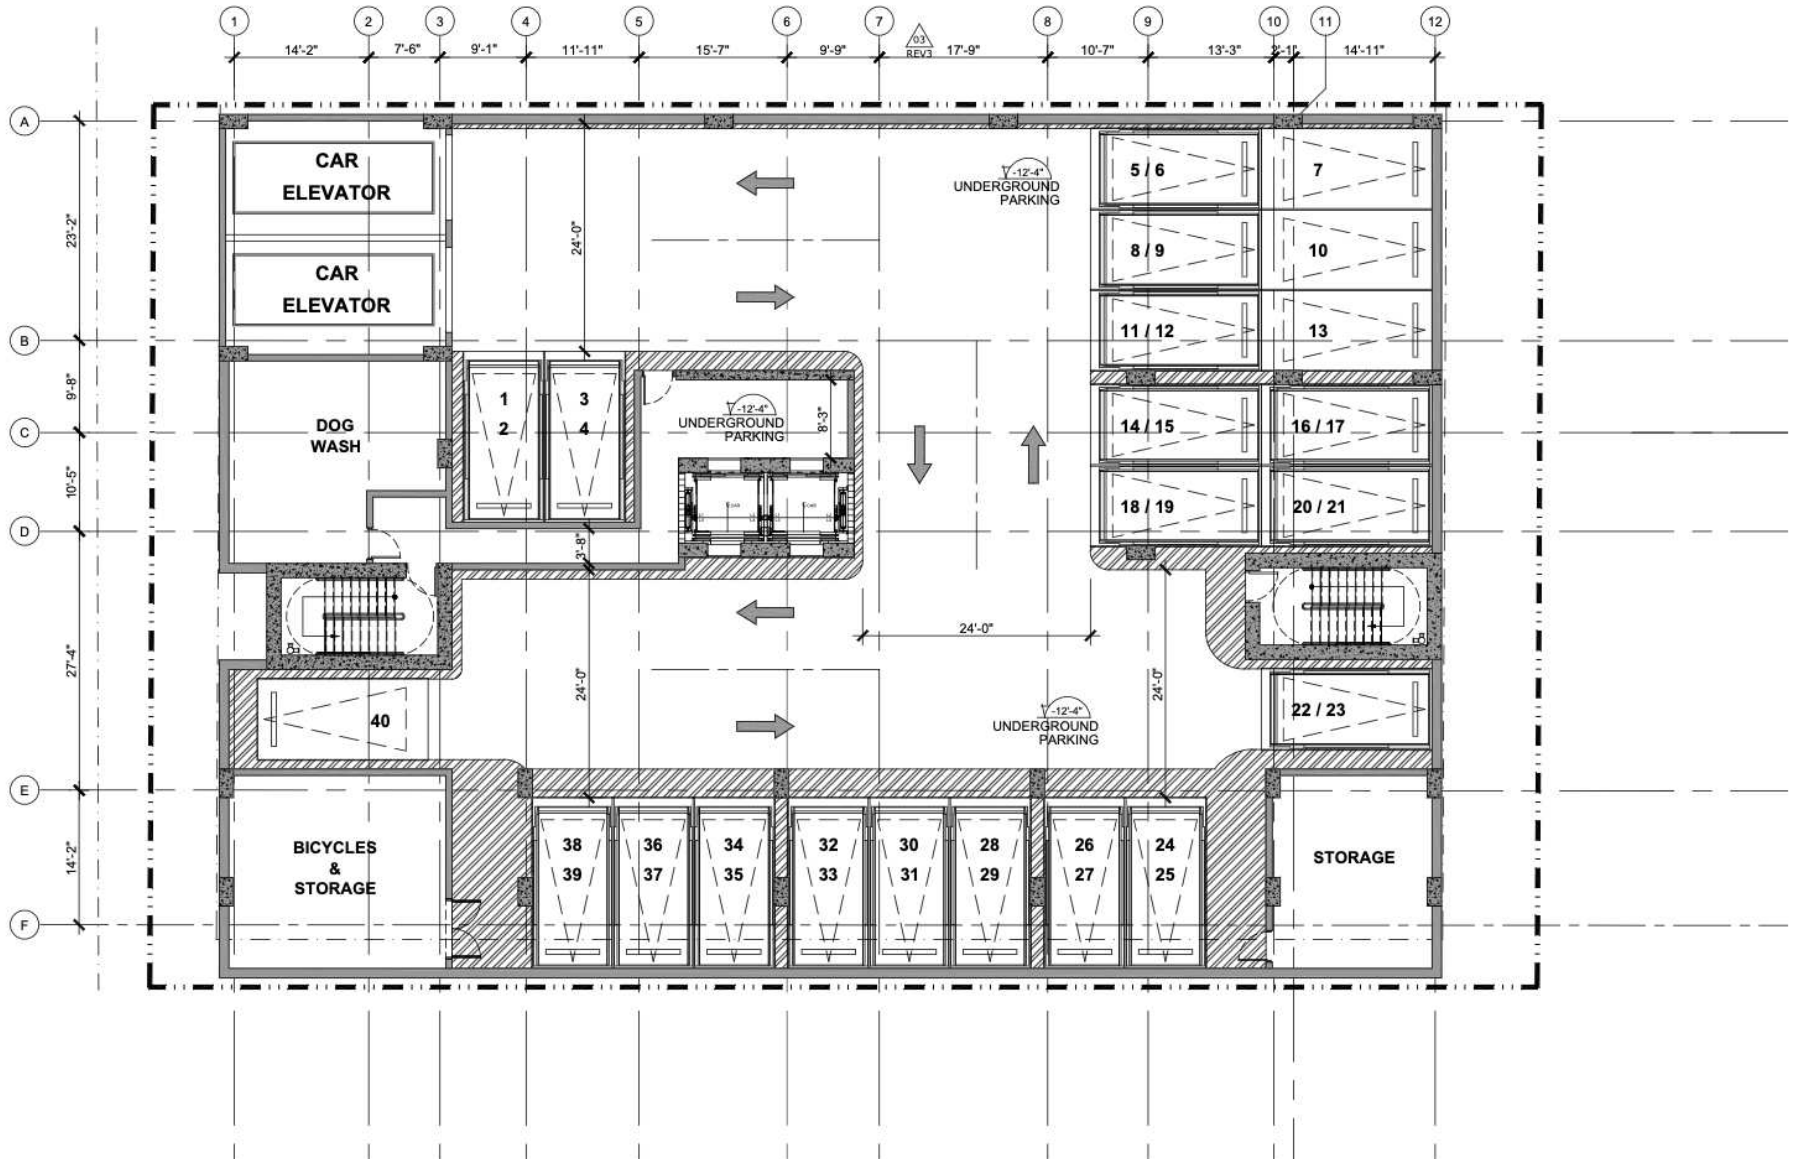 1 2 3 4 5 6 7 8 9 10 11 12
03
REV3
14'-2" 7'-6" 9'-1" 11'-11" 15'-7" 9'-9" 17'-9" 10'-7" 13'-3" 2'-1" 14'-11"
A
CAR
ELEVATOR
CAR
ELEVATOR
23'-2"
24'-0"
-12'-4"
UNDERGROUND
PARKING
5 / 6 7
8 / 9 10
11 / 12 13
B
9'-8"
1
2
3
4
-12'-4"
UNDERGROUND
PARKING
8'-3"
DOG
WASH
C
14 / 15 16 / 17
10'-5"
CAR CAR
18 / 19 20 / 21
D
3'-8"
24'-0"
27'-4"
24'-0"
24'-0"
40
-12'-4"
UNDERGROUND
PARKING
22 / 23
E
14'-2"
BICYCLES
&
STORAGE
38 36 34 32 30 28 26 24
39 37 35 33 31 29 27 25
STORAGE
F